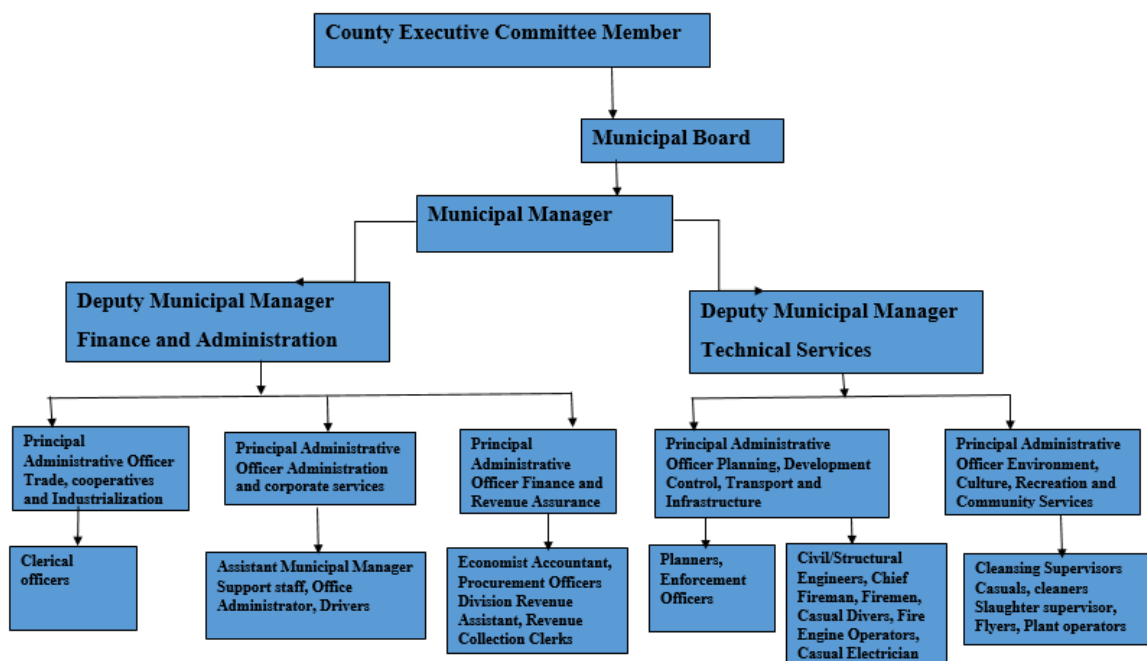 County Executive Committee Member
Municipal Board
Municipal Manager
Deputy Municipal Manager
Finance and Administration
Deputy Municipal Manager
Technical Services
Principal
Administrative Officer
Trade, cooperatives
and Industrialization
Principal Administrative
Officer Administration
and corporate services
Principal
Administrative
Officer Finance and
Revenue Assurance
Principal Administrative
Officer Planning, Development
Control, Transport and
Infrastructure
Principal Administrative
Officer Environment,
Culture, Recreation and
Community Services
Clerical
officers
Assistant Municipal Manager
Support staff, Office
Administrator, Drivers
Economist Accountant,
Procurement Officers
Division Revenue
Assistant, Revenue
Collection Clerks
Planners,
Enforcement
Officers
Civil/Structural
Engineers, Chief
Fireman, Firemen,
Casual Divers, Fire
Engine Operators,
Casual Electrician
Cleansing Supervisors
Casuals, cleaners
Slaughter supervisor,
Flyers, Plant operators